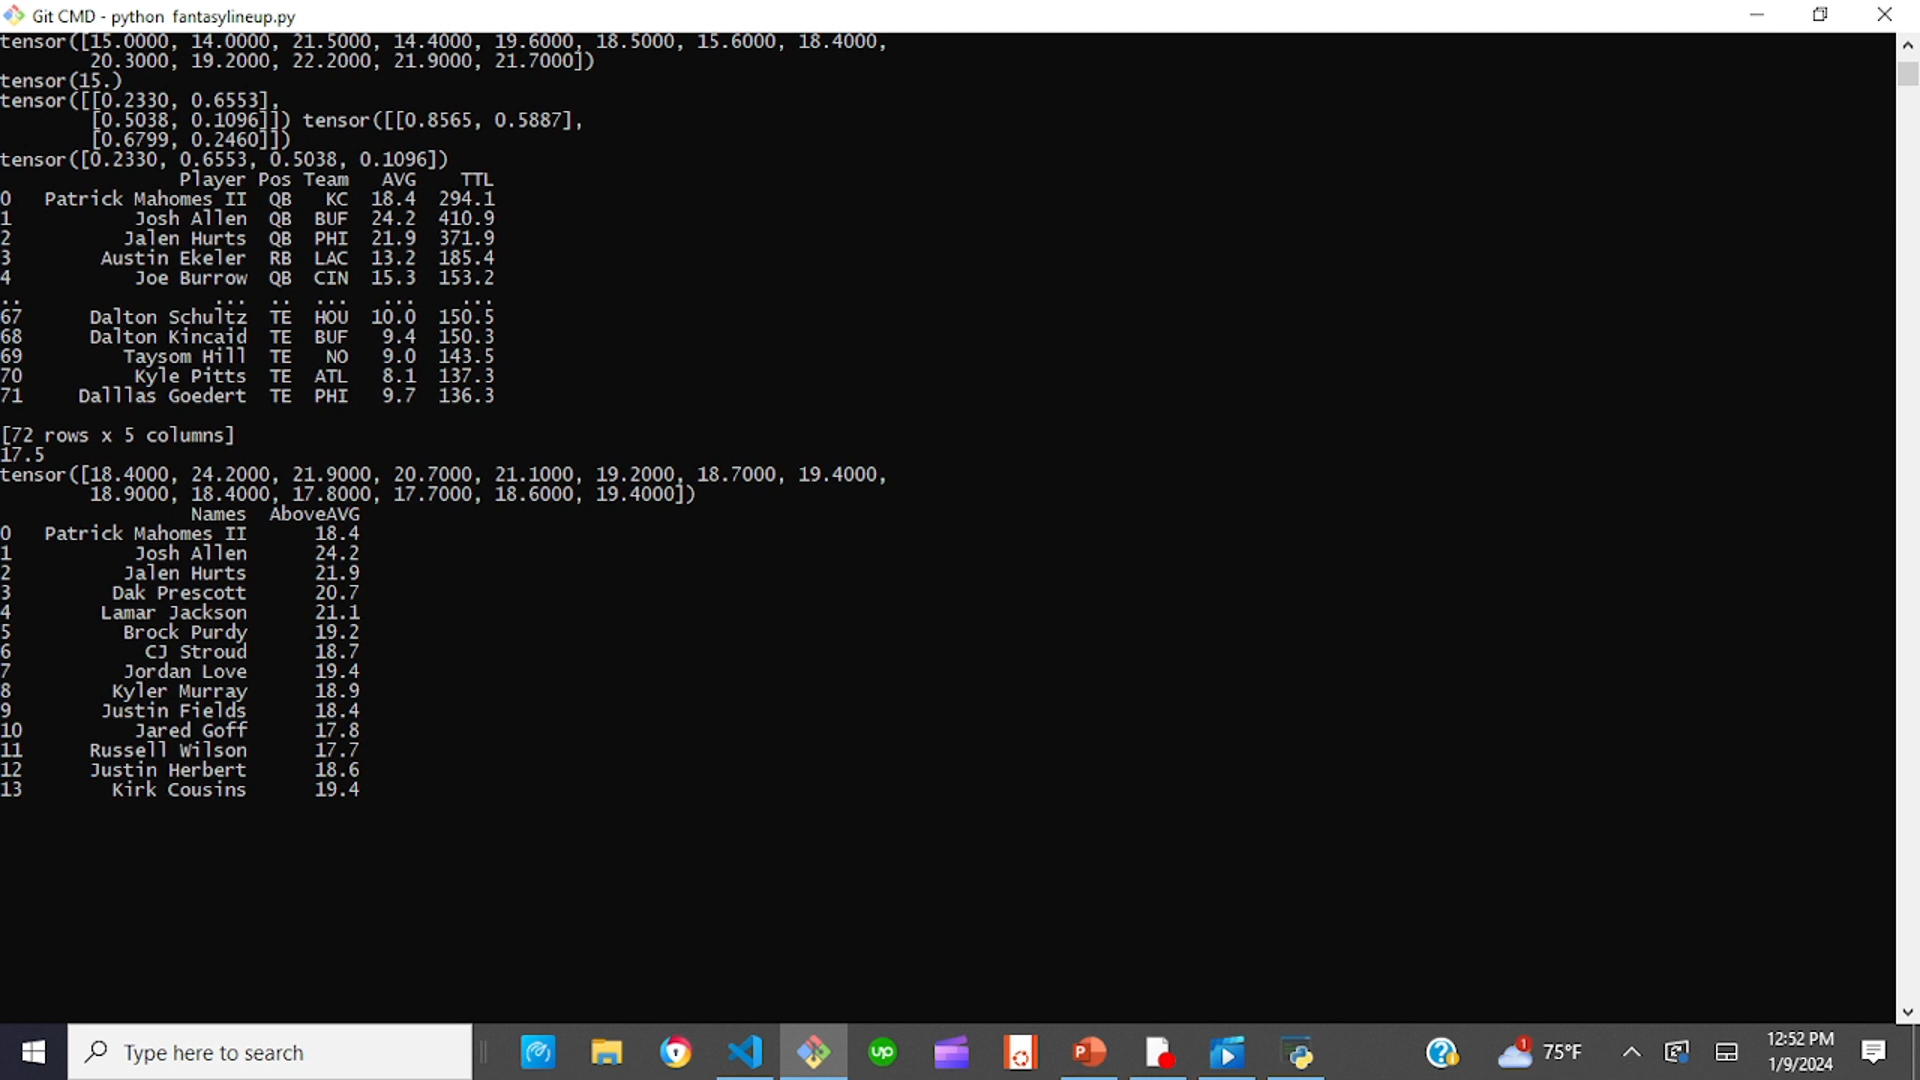 Git CMD - python  fantasylineup.py
tensor([15.0000, 14.0000, 21.5000, 14.4000, 19.6000, 18.5000, 15.6000, 18.4000,
        20.3000, 19.2000, 22.2000, 21.9000, 21.7000])
tensor(15.)
tensor([[0.2330, 0.6553],
        [0.5038, 0.1096]]) tensor([[0.8565, 0.5887],
        [0.6799, 0.2460]])
tensor([0.2330, 0.6553, 0.5038, 0.1096])
                Player Pos Team   AVG    TTL
0   Patrick Mahomes II  QB   KC  18.4  294.1
1           Josh Allen  QB  BUF  24.2  410.9
2          Jalen Hurts  QB  PHI  21.9  371.9
3        Austin Ekeler  RB  LAC  13.2  185.4
4           Joe Burrow  QB  CIN  15.3  153.2
..                 ...  ..  ...   ...    ...
67      Dalton Schultz  TE  HOU  10.0  150.5
68      Dalton Kincaid  TE  BUF   9.4  150.3
69         Taysom Hill  TE   NO   9.0  143.5
70          Kyle Pitts  TE  ATL   8.1  137.3
71     Dalllas Goedert  TE  PHI   9.7  136.3
[72 rows x 5 columns]
17.5
tensor([18.4000, 24.2000, 21.9000, 20.7000, 21.1000, 19.2000, 18.7000, 19.4000,
        18.9000, 18.4000, 17.8000, 17.7000, 18.6000, 19.4000])
                 Names  AboveAVG
0   Patrick Mahomes II      18.4
1           Josh Allen      24.2
2          Jalen Hurts      21.9
3         Dak Prescott      20.7
4        Lamar Jackson      21.1
5          Brock Purdy      19.2
6            CJ Stroud      18.7
7          Jordan Love      19.4
8         Kyler Murray      18.9
9        Justin Fields      18.4
10          Jared Goff      17.8
11      Russell Wilson      17.7
12      Justin Herbert      18.6
13        Kirk Cousins      19.4
Type here to search
up
P
?
1
75°F
12:52 PM
1/9/2024